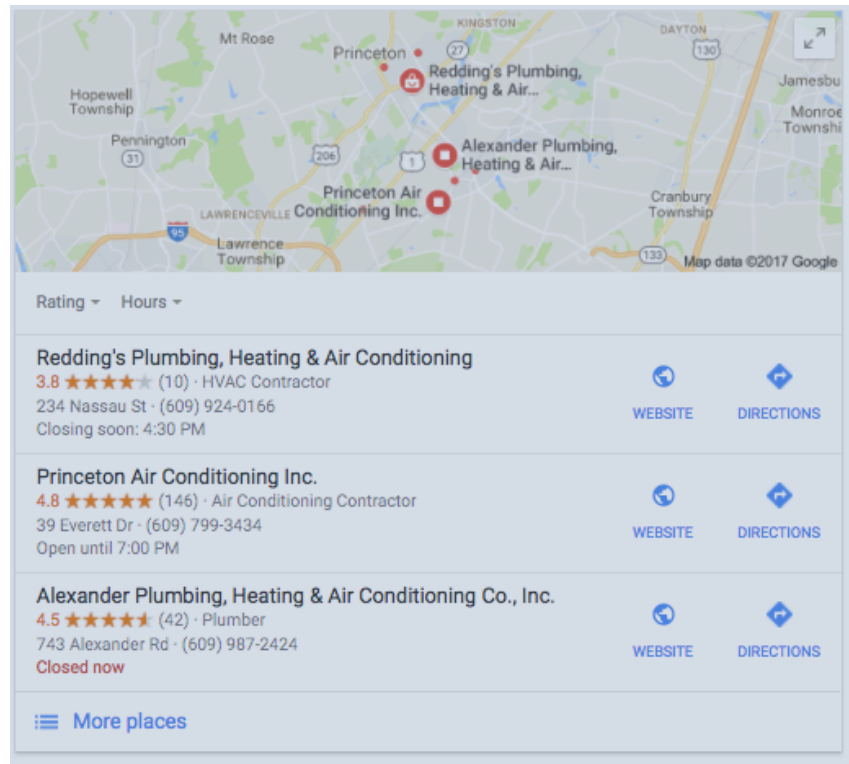 KINGSTON
DAYTON
Mt Rose
Princeton
27
130
Redding's Plumbing,
Heating & Air...
Jamesbu
Hopewell
Township
Monroe
Townshi
Pennington
31
206
1
Alexander Plumbing,
Heating & Air...
Princeton Air
Conditioning Inc.
LAWRENCEVILLE
Cranbury
Township
95
Lawrence
Township
133
Map data ©2017 Google
Rating Hours
Redding's Plumbing, Heating & Air Conditioning
3.8 (10) · HVAC Contractor
234 Nassau St · (609) 924-0166
Closing soon: 4:30 PM
WEBSITE DIRECTIONS
Princeton Air Conditioning Inc.
4.8 (146) · Air Conditioning Contractor
39 Everett Dr · (609) 799-3434
Open until 7:00 PM
WEBSITE DIRECTIONS
Alexander Plumbing, Heating & Air Conditioning Co., Inc.
4.5 (42) · Plumber
743 Alexander Rd · (609) 987-2424
Closed now
WEBSITE DIRECTIONS
More places